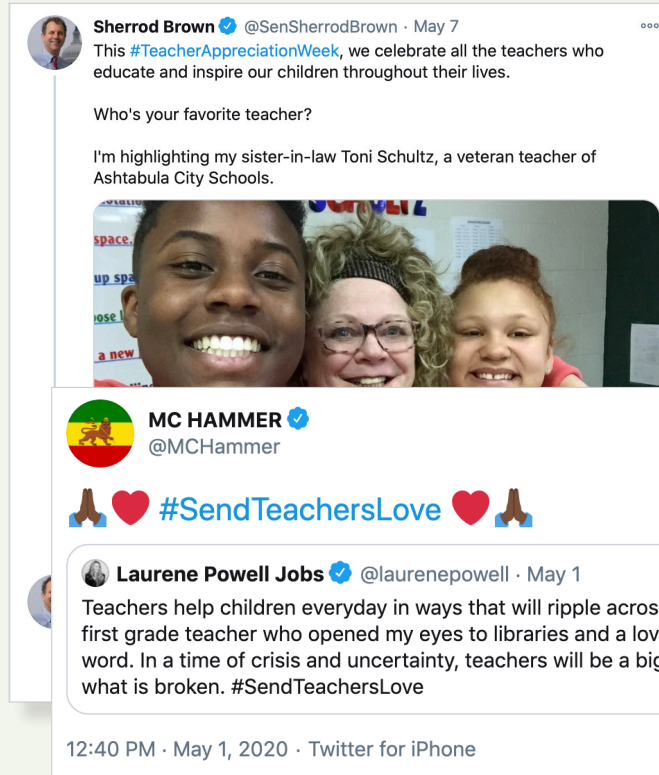 Sherrod Brown @SenSherrodBrown · May 7
This #TeacherAppreciationWeek, we celebrate all the teachers who
educate and inspire our children throughout their lives.
Who's your favorite teacher?
I'm highlighting my sister-in-law Toni Schultz, a veteran teacher of
Ashtabula City Schools.
space.
up spa
ose l
a new
MC HAMMER
@MCHammer
🙏🏾❤️ #SendTeachersLove ❤️🙏🏾
Laurene Powell Jobs @laurenepowell · May 1
Teachers help children everyday in ways that will ripple acros
first grade teacher who opened my eyes to libraries and a lov
word. In a time of crisis and uncertainty, teachers will be a big
what is broken. #SendTeachersLove
12:40 PM · May 1, 2020 · Twitter for iPhone